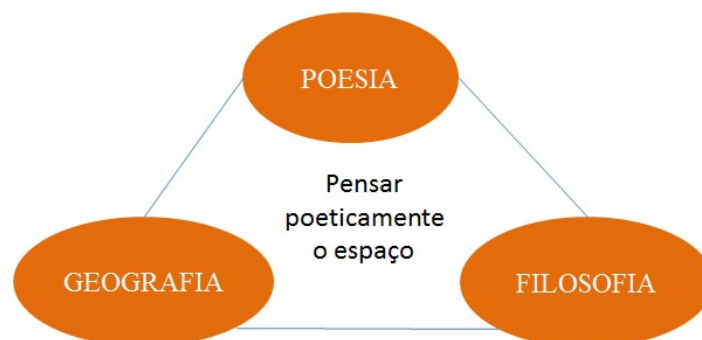 POESIA
Pensar
poeticamente
o espaço
GEOGRAFIA
FILOSOFIA